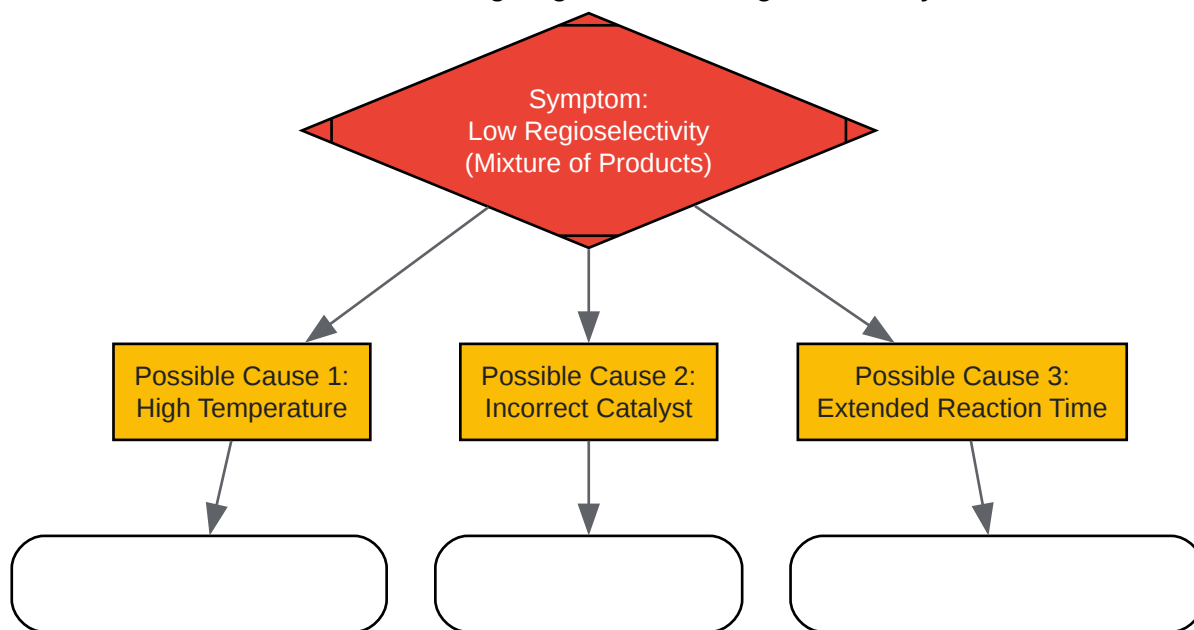 Symptom:
Low Regioselectivity
(Mixture of Products)
Possible Cause 1:
High Temperature
Possible Cause 2:
Incorrect Catalyst
Possible Cause 3:
Extended Reaction Time